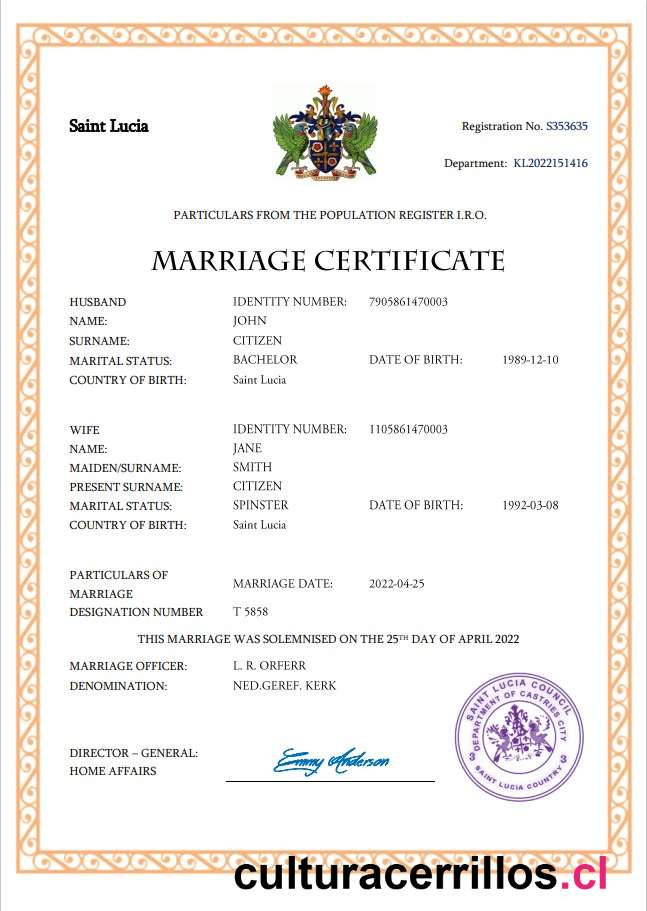 Saint Lucia
Registration No. S353635
Department: KL2022151416
PARTICULARS FROM THE POPULATION REGISTER I.R.O.
MARRIAGE CERTIFICATE
HUSBAND IDENTITY NUMBER: 7905861470003
NAME: JOHN
SURNAME: CITIZEN
MARITAL STATUS: BACHELOR DATE OF BIRTH: 1989-12-10
COUNTRY OF BIRTH: Saint Lucia
WIFE IDENTITY NUMBER: 1105861470003
NAME: JANE
MAIDEN/SURNAME: SMITH
PRESENT SURNAME: CITIZEN
MARITAL STATUS: SPINSTER DATE OF BIRTH: 1992-03-08
COUNTRY OF BIRTH: Saint Lucia
PARTICULARS OF
MARRIAGE MARRIAGE DATE: 2022-04-25
DESIGNATION NUMBER T 5858
THIS MARRIAGE WAS SOLEMNISED ON THE 25TH DAY OF APRIL 2022
MARRIAGE OFFICER: L. R. ORFERR
DENOMINATION: NED.GEREF. KERK
SAINT LUCIA COUNCIL
DEPARTMENT OF CASTRIES CITY
3 3
SAINT LUCIA COUNTRY
DIRECTOR – GENERAL:
HOME AFFAIRS
Emmy Anderson
culturacerrillos.cl